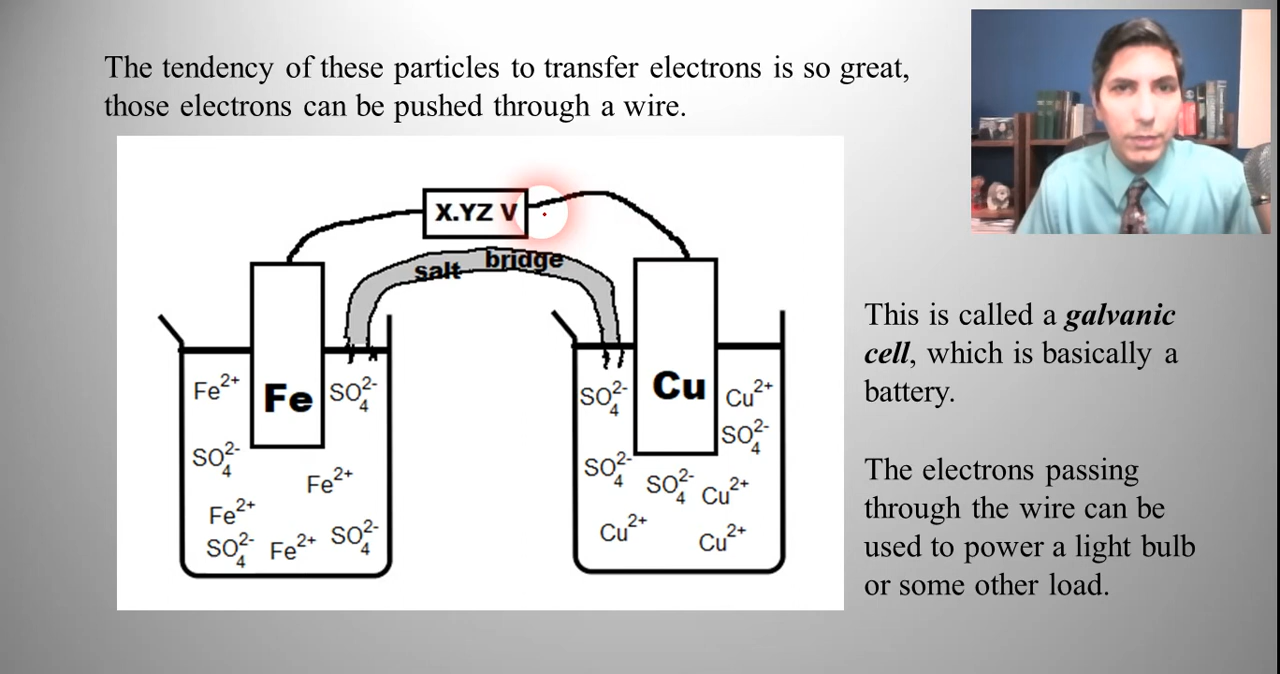 The tendency of these particles to transfer electrons is so great,
those electrons can be pushed through a wire.
X.YZ V
salt bridge
Fe
Fe²⁺
SO₄²⁻
SO₄²⁻
Fe²⁺
Fe²⁺
SO₄²⁻
Fe²⁺
SO₄²⁻
Cu
SO₄²⁻
Cu²⁺
SO₄²⁻
SO₄²⁻
SO₄²⁻
Cu²⁺
Cu²⁺
Cu²⁺
This is called a galvanic
cell, which is basically a
battery.
The electrons passing
through the wire can be
used to power a light bulb
or some other load.